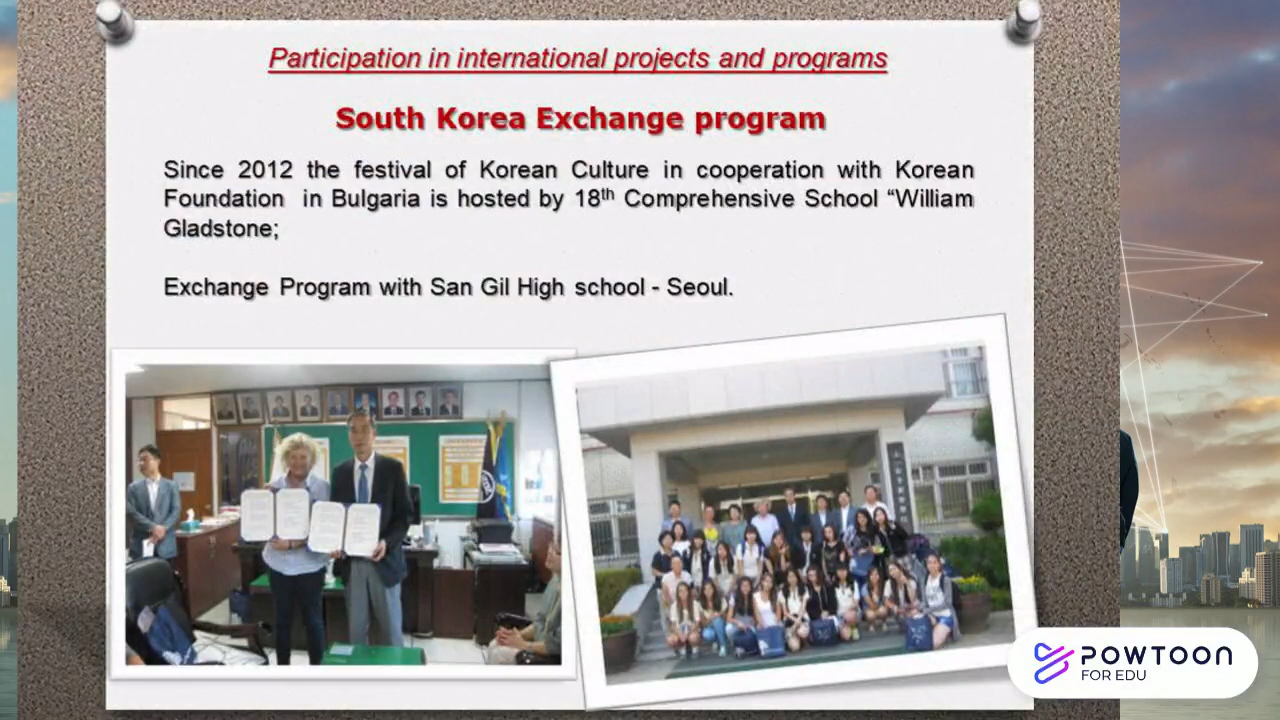 Participation in international projects and programs
South Korea Exchange program
Since 2012 the festival of Korean Culture in cooperation with Korean
Foundation in Bulgaria is hosted by 18th Comprehensive School “William
Gladstone;
Exchange Program with San Gil High school - Seoul.
POWTOON
FOR EDU